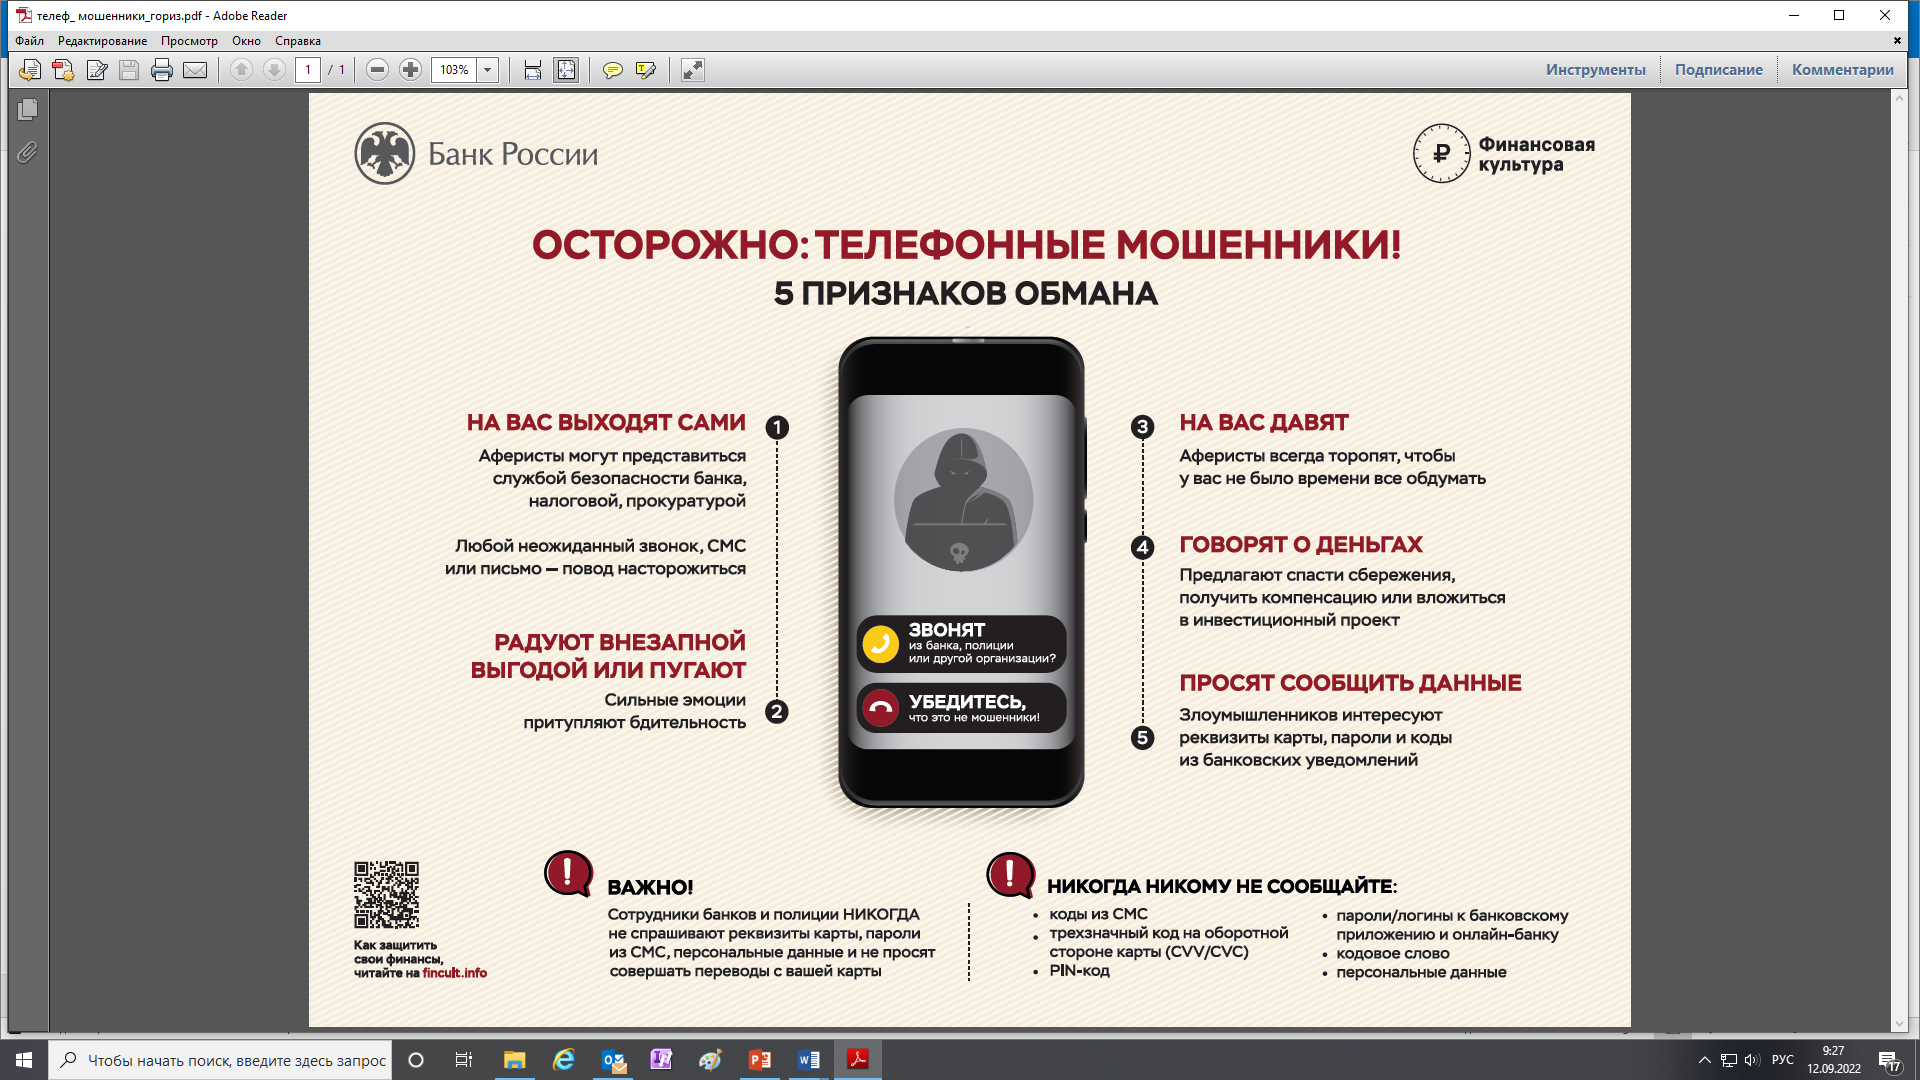 телеф_ мошенники_гориз.pdf - Adobe Reader
Файл Редактирование Просмотр Окно Справка
1 / 1 103% Инструменты Подписание Комментарии
Банк России
₽ Финансовая
культура
ОСТОРОЖНО: ТЕЛЕФОННЫЕ МОШЕННИКИ!
5 ПРИЗНАКОВ ОБМАНА
НА ВАС ВЫХОДЯТ САМИ 1
Аферисты могут представиться
службой безопасности банка,
налоговой, прокуратурой
Любой неожиданный звонок, СМС
или письмо — повод насторожиться
РАДУЮТ ВНЕЗАПНОЙ
ВЫГОДОЙ ИЛИ ПУГАЮТ
Сильные эмоции
притупляют бдительность
2
ЗВОНЯТ
из банка, полиции
или другой организации?
УБЕДИТЕСЬ,
что это не мошенники!
3 НА ВАС ДАВЯТ
Аферисты всегда торопят, чтобы
у вас не было времени все обдумать
4 ГОВОРЯТ О ДЕНЬГАХ
Предлагают спасти сбережения,
получить компенсацию или вложиться
в инвестиционный проект
ПРОСЯТ СООБЩИТЬ ДАННЫЕ
Злоумышленников интересуют
5 реквизиты карты, пароли и коды
из банковских уведомлений
Как защитить
свои финансы,
читайте на fincult.info
! ВАЖНО!
Сотрудники банков и полиции НИКОГДА
не спрашивают реквизиты карты, пароли
из СМС, персональные данные и не просят
совершать переводы с вашей карты
! НИКОГДА НИКОМУ НЕ СООБЩАЙТЕ:
• коды из СМС
• трехзначный код на оборотной
стороне карты (CVV/CVC)
• PIN-код
• пароли/логины к банковскому
приложению и онлайн-банку
• кодовое слово
• персональные данные
Чтобы начать поиск, введите здесь запрос
РУС
9:27
12.09.2022
17